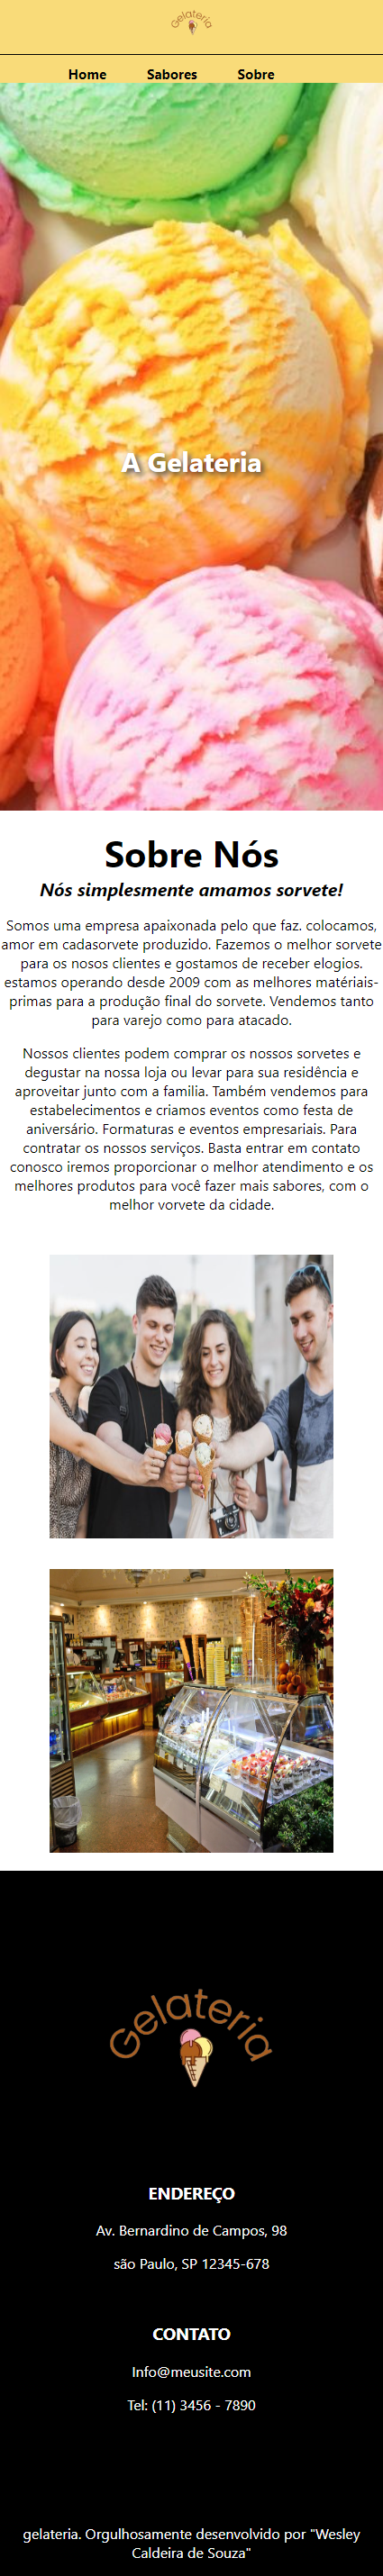 Gelateria
Home Sabores Sobre
A Gelateria
Sobre Nós
Nós simplesmente amamos sorvete!
Somos uma empresa apaixonada pelo que faz. colocamos,
amor em cadasorvete produzido. Fazemos o melhor sorvete
para os nosos clientes e gostamos de receber elogios.
estamos operando desde 2009 com as melhores matériais-
primas para a produção final do sorvete. Vendemos tanto
para varejo como para atacado.
Nossos clientes podem comprar os nossos sorvetes e
degustar na nossa loja ou levar para sua residência e
aproveitar junto com a familia. Também vendemos para
estabelecimentos e criamos eventos como festa de
aniversário. Formaturas e eventos empresariais. Para
contratar os nossos serviços. Basta entrar em contato
conosco iremos proporcionar o melhor atendimento e os
melhores produtos para você fazer mais sabores, com o
melhor vorvete da cidade.
Gelateria
ENDEREÇO
Av. Bernardino de Campos, 98
são Paulo, SP 12345-678
CONTATO
Info@meusite.com
Tel: (11) 3456 - 7890
gelateria. Orgulhosamente desenvolvido por "Wesley
Caldeira de Souza"